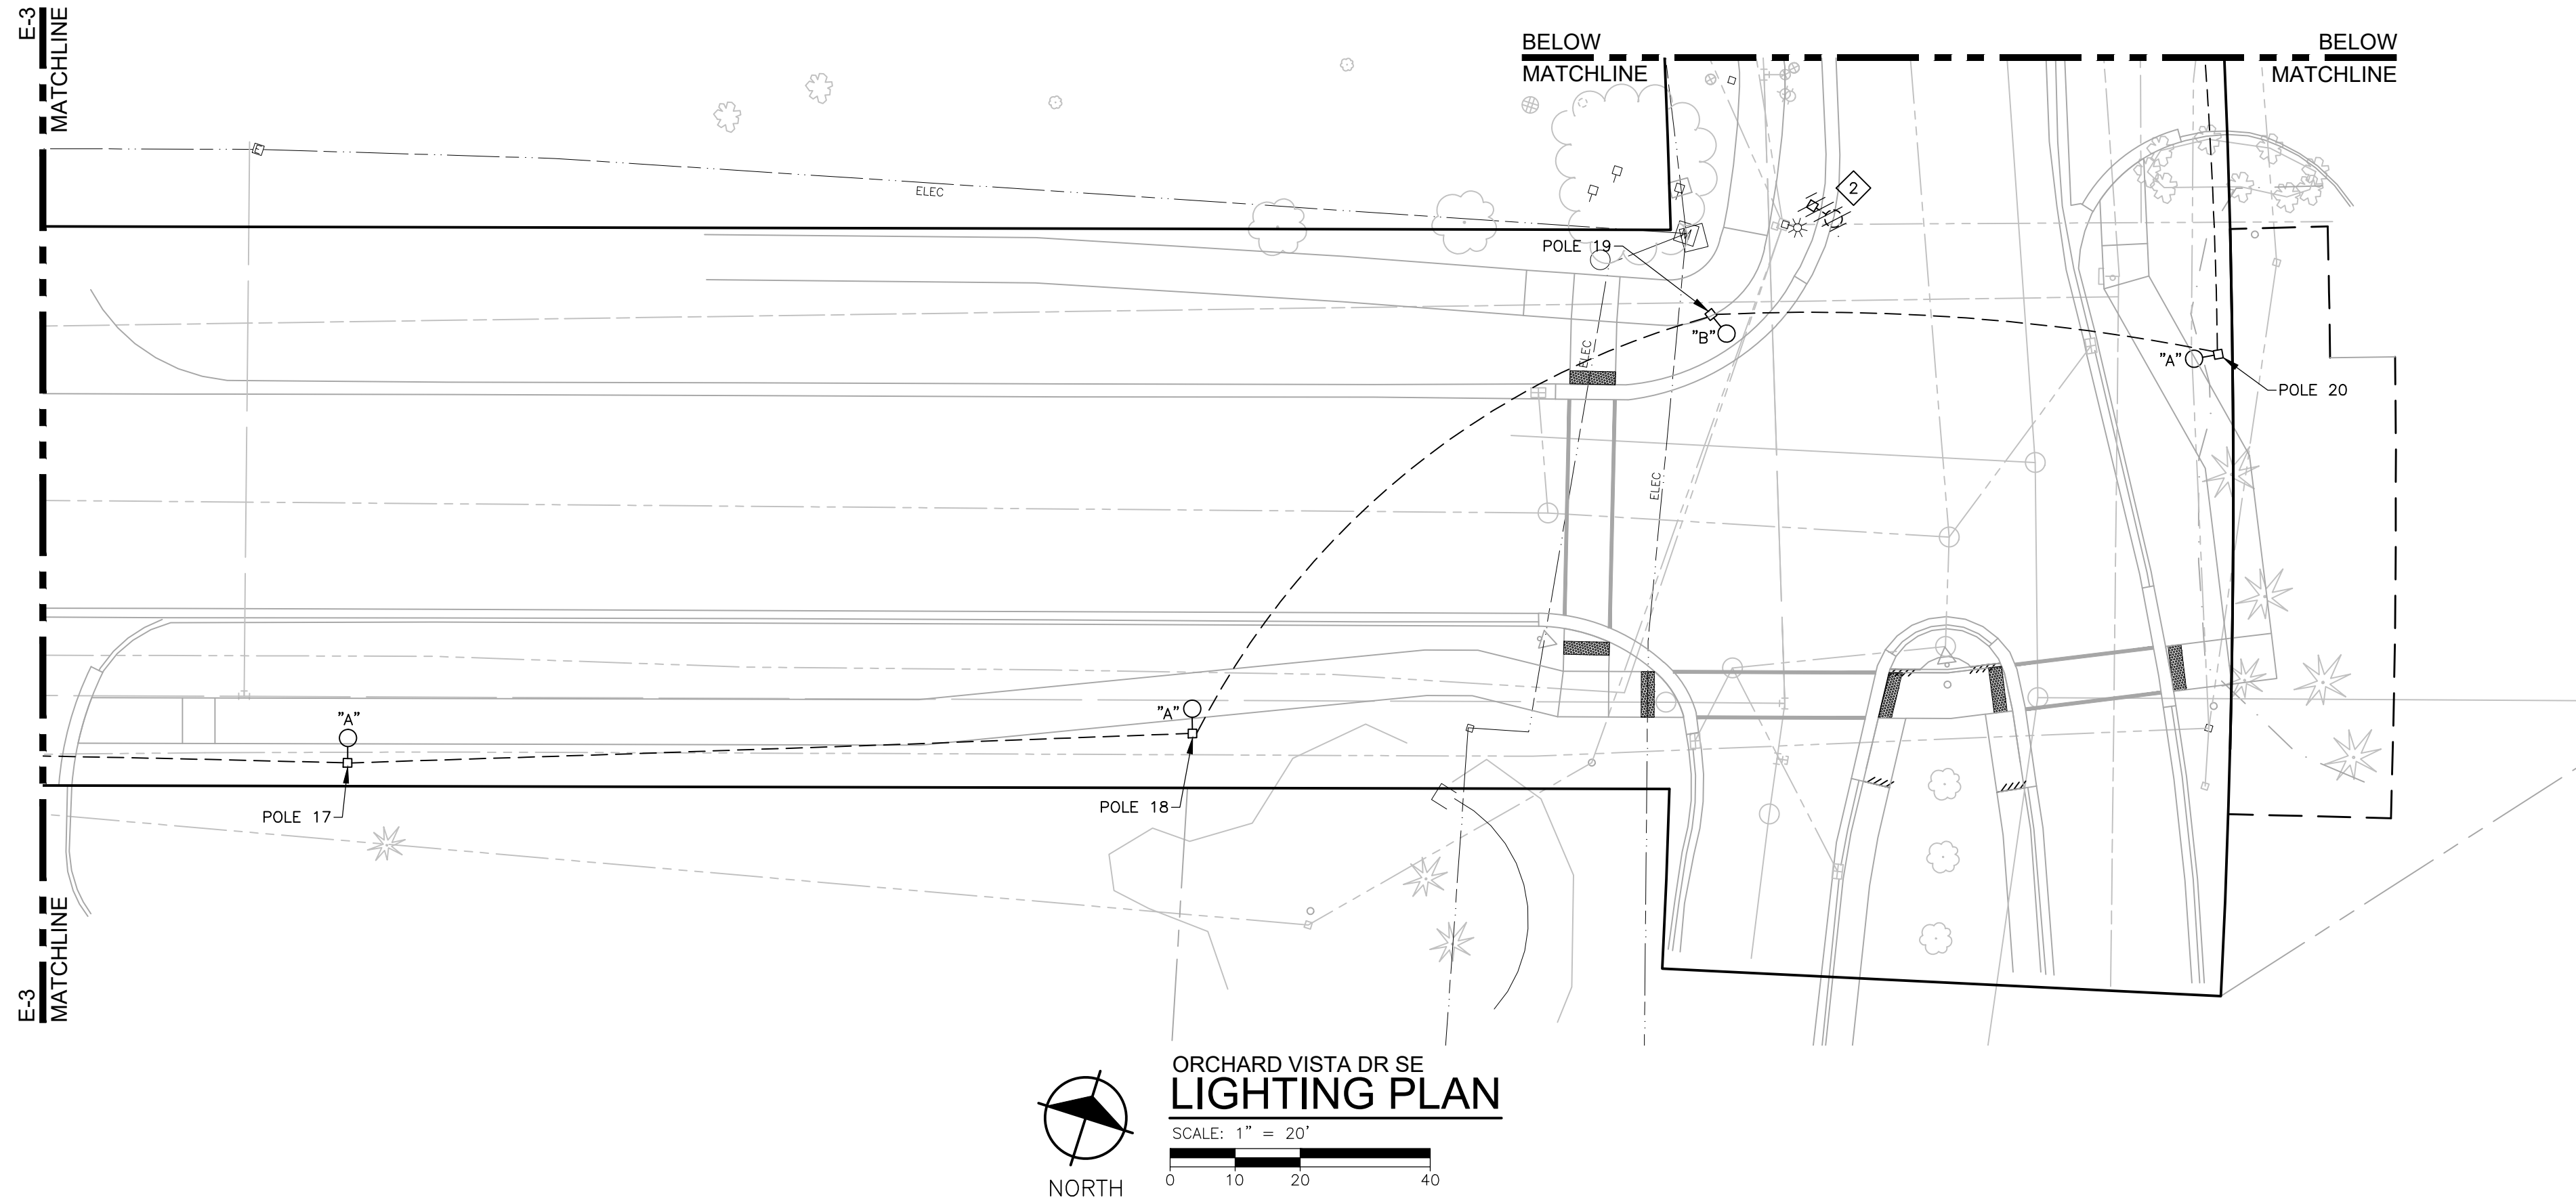 E-3
MATCHLINE
BELOW
MATCHLINE
BELOW
MATCHLINE
E
ELEC
2
POLE 19
M
"B"
ELEC
"A"
POLE 20
ELEC
"A"
POLE 17
"A"
POLE 18
E-3
MATCHLINE
ORCHARD VISTA DR SE
LIGHTING PLAN
SCALE: 1" = 20'
0 10 20 40
NORTH